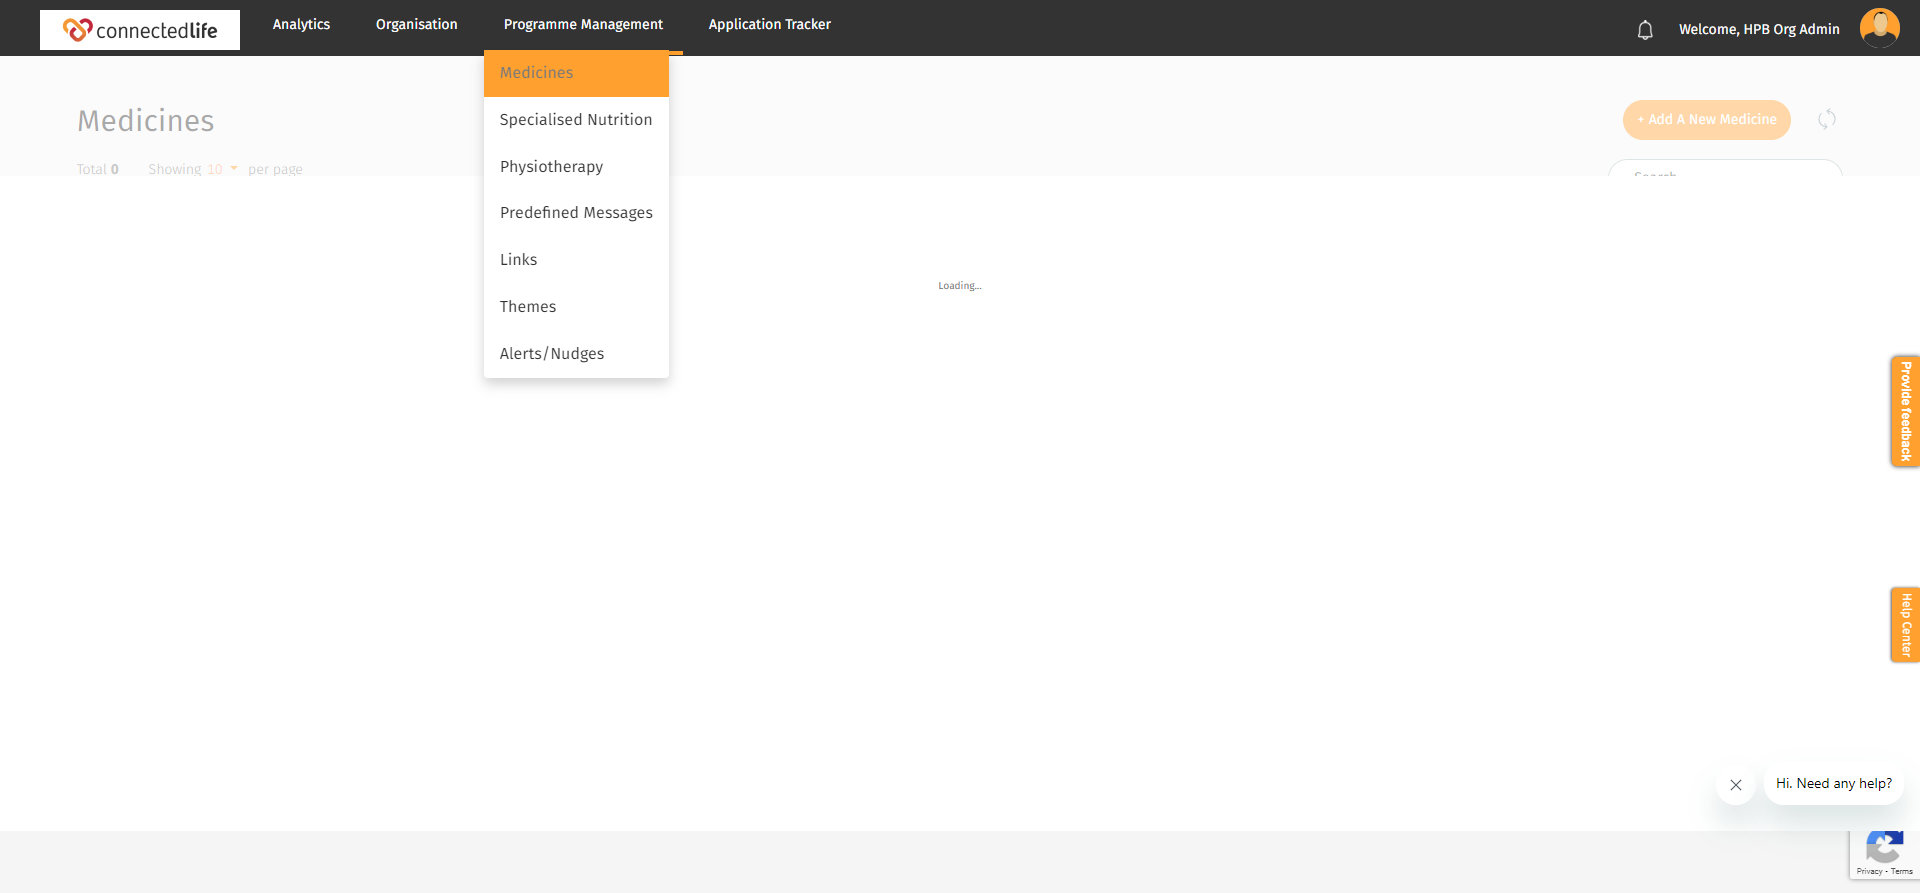 connectedlife
Analytics
Organisation
Programme Management
Application Tracker
Welcome, HPB Org Admin
Medicines
Specialised Nutrition
Physiotherapy
Predefined Messages
Links
Themes
Alerts/Nudges
Medicines
+ Add A New Medicine
Total 0
Showing 10 per page
Search
Loading...
Provide feedback
Help Center
Hi. Need any help?
Privacy - Terms